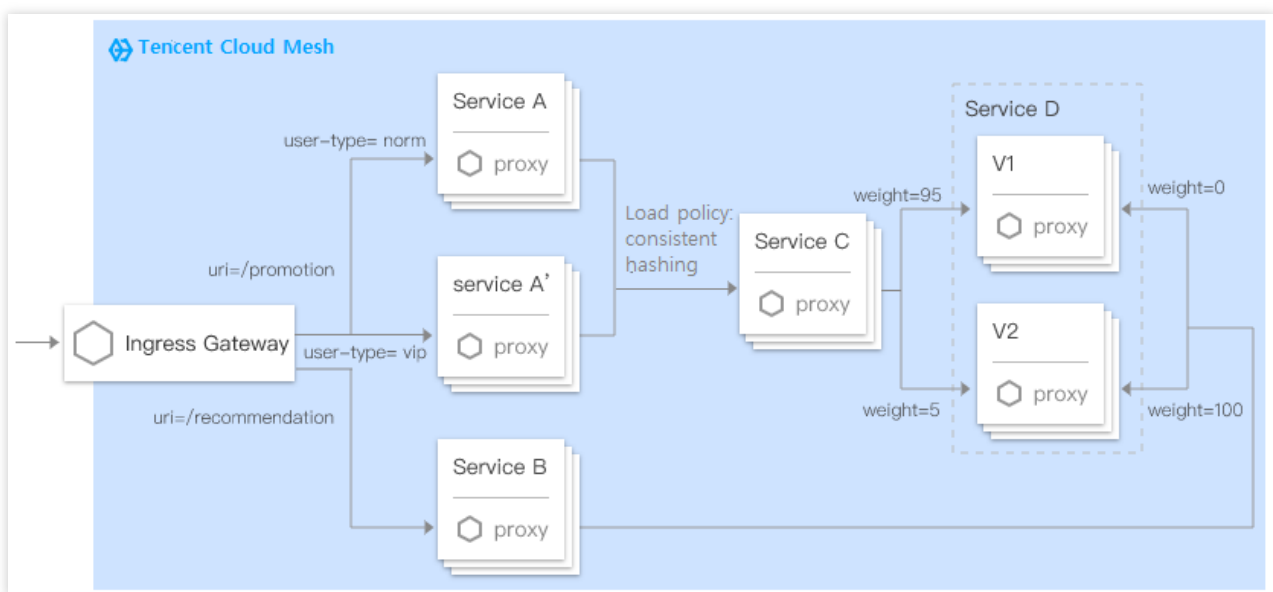 Tencent Cloud Mesh
Service A
proxy
user-type= norm
uri=/promotion
service A’
proxy
Ingress Gateway
user-type= vip
uri=/recommendation
Service B
proxy
Load policy:
consistent
hashing
Service C
proxy
weight=95
weight=5
Service D
V1
proxy
weight=0
V2
proxy
weight=100